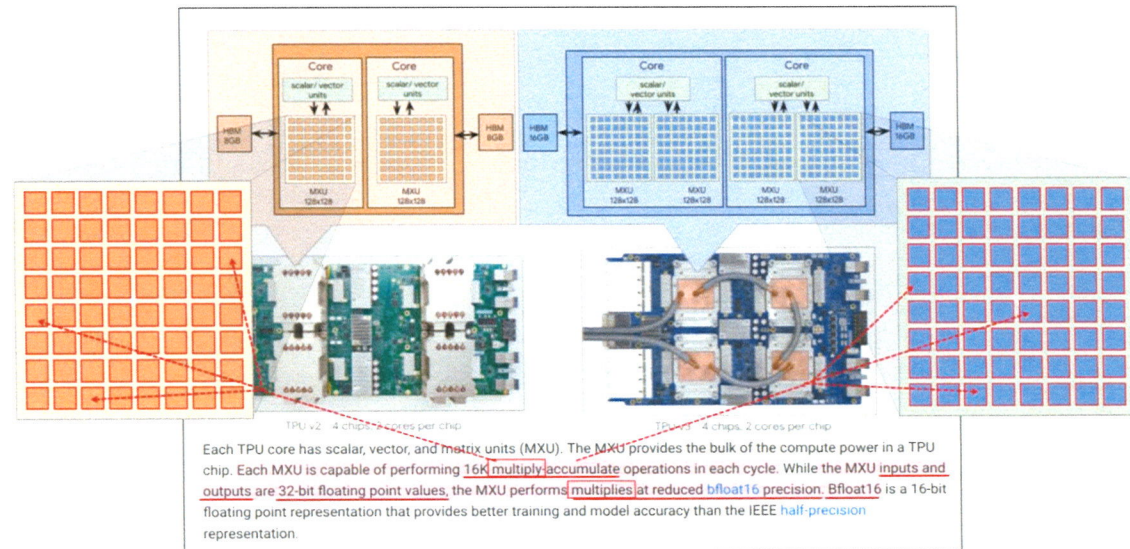 Core
Core
Core
Core
scalar/ vector
units
scalar/ vector
units
scalar/
vector units
scalar/
vector units
HBM
8GB
HBM
8GB
HBM
16GB
HBM
16GB
MXU
128x128
MXU
128x128
MXU
128x128
MXU
128x128
MXU
128x128
MXU
128x128
TPU v2 4 chips, 2 cores per chip
4 chips, 2 cores per chip
Each TPU core has scalar, vector, and matrix units (MXU). The MXU provides the bulk of the compute power in a TPU
chip. Each MXU is capable of performing 16K multiply-accumulate operations in each cycle. While the MXU inputs and
outputs are 32-bit floating point values, the MXU performs multiplies at reduced bfloat16 precision. Bfloat16 is a 16-bit
floating point representation that provides better training and model accuracy than the IEEE half-precision
representation.